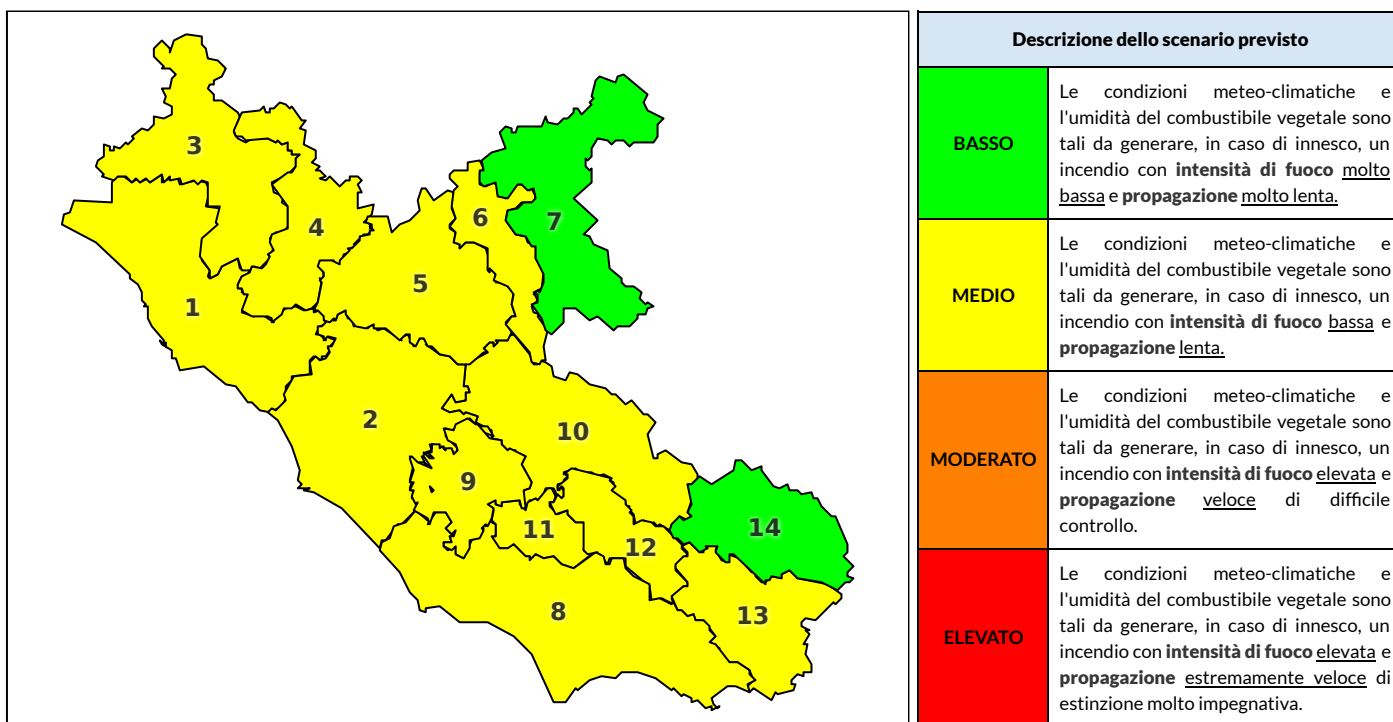 3
4
6
7
5
1
2
10
9
11
12
14
8
13
Descrizione dello scenario previsto
BASSO
Le condizioni meteo-climatiche e
l'umidità del combustibile vegetale sono
tali da generare, in caso di innesco, un
incendio con intensità di fuoco molto
bassa e propagazione molto lenta.
MEDIO
Le condizioni meteo-climatiche e
l'umidità del combustibile vegetale sono
tali da generare, in caso di innesco, un
incendio con intensità di fuoco bassa e
propagazione lenta.
MODERATO
Le condizioni meteo-climatiche e
l'umidità del combustibile vegetale sono
tali da generare, in caso di innesco, un
incendio con intensità di fuoco elevata e
propagazione veloce di difficile
controllo.
ELEVATO
Le condizioni meteo-climatiche e
l'umidità del combustibile vegetale sono
tali da generare, in caso di innesco, un
incendio con intensità di fuoco elevata e
propagazione estremamente veloce di
estinzione molto impegnativa.